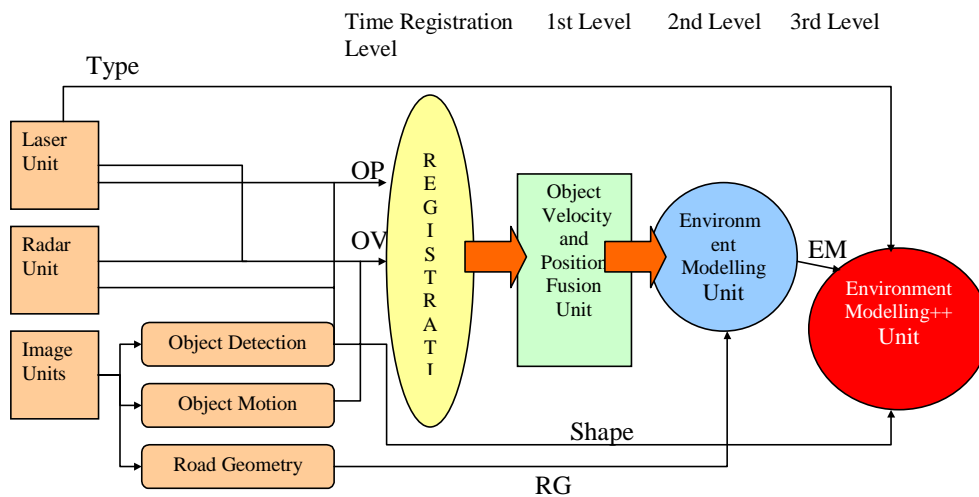 Time Registration
Level
1st Level
2nd Level
3rd Level
Type
Laser
Unit
OP
Radar
Unit
OV
Image
Units
Object Detection
Object Motion
Road Geometry
R
E
G
I
S
T
R
A
T
I
Object
Velocity
and
Position
Fusion
Unit
Environm
ent
Modelling
Unit
EM
Environment
Modelling++
Unit
Shape
RG